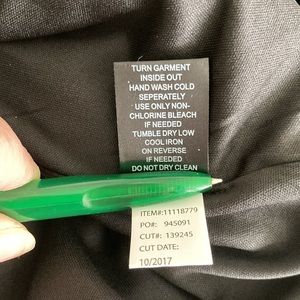 TURN GARMENT
INSIDE OUT
HAND WASH COLD
SEPERATELY
USE ONLY NON-
CHLORINE BLEACH
IF NEEDED
TUMBLE DRY LOW
COOL IRON
ON REVERSE
IF NEEDED
DO NOT DRY CLEAN
ITEM#:11118779
PO#: 945091
CUT#: 139245
CUT DATE:
10/2017